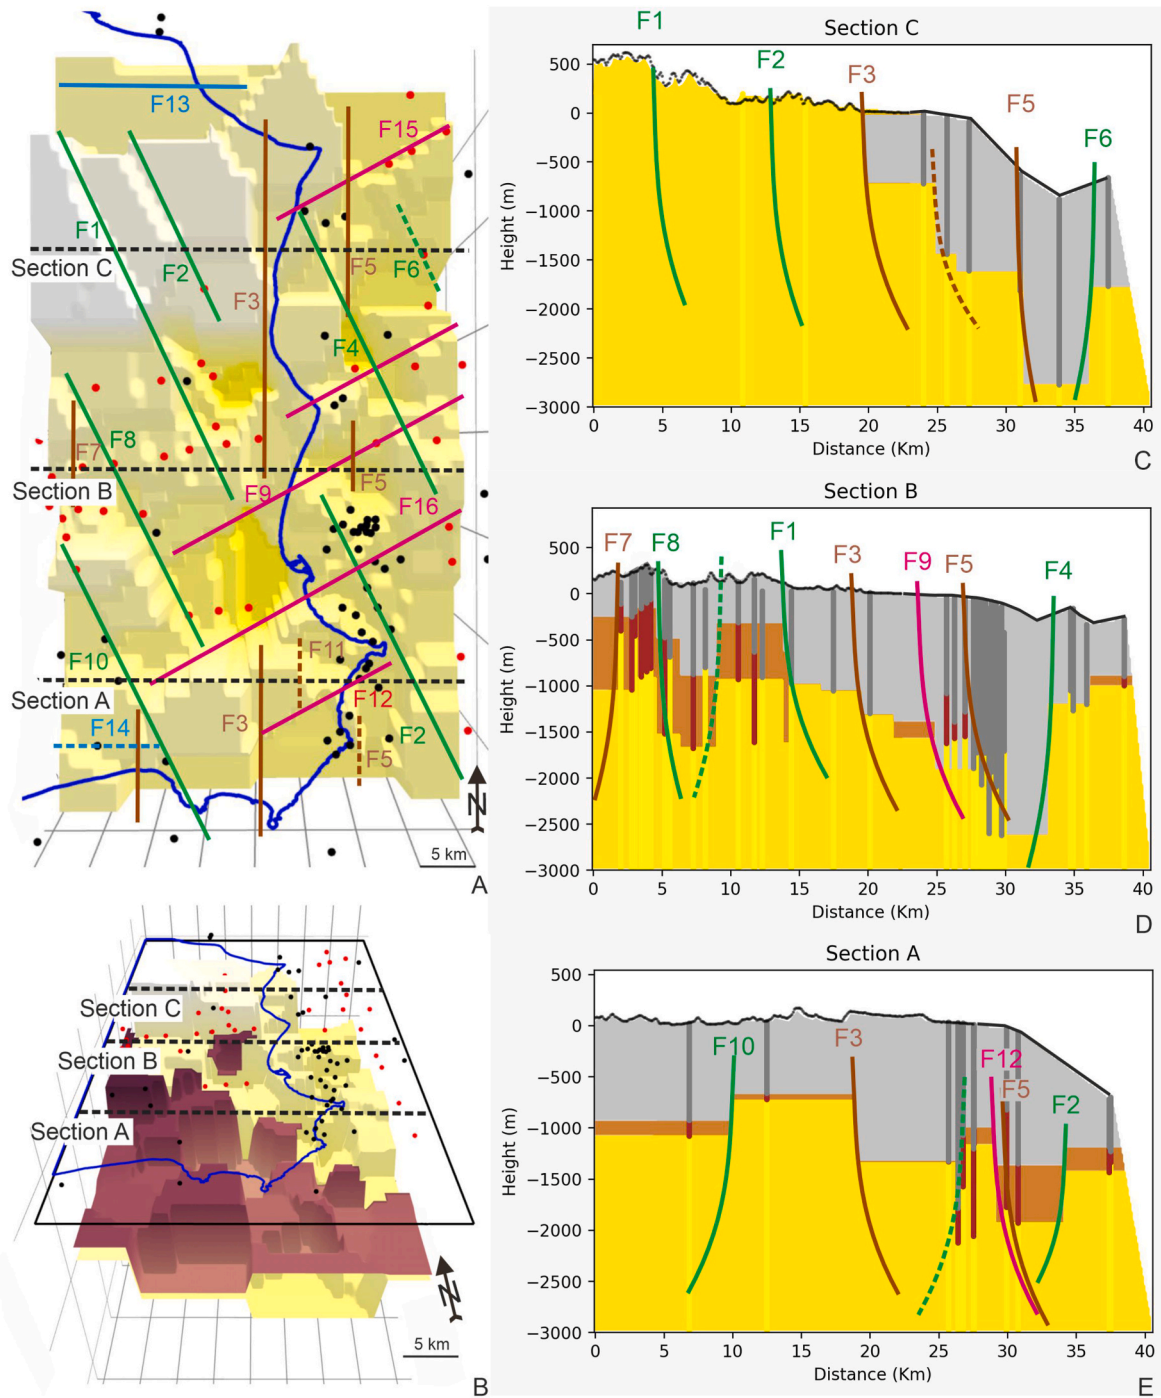 F13
F15
F1
Section C
F2
F3
F5
F6
F4
F7
F8
Section B
F9
F5
F16
F10
F11
Section A
F14
F3
F12
F2
F5
N
5 km
A
Section C
Section B
Section A
N
5 km
B
Section C
F1
F2
F3
F5
F6
Height (m)
500
0
−500
−1000
−1500
−2000
−2500
−3000
0 5 10 15 20 25 30 35 40
Distance (Km)
C
Section B
F7
F8
F1
F3
F9
F5
F4
Height (m)
500
0
−500
−1000
−1500
−2000
−2500
−3000
0 5 10 15 20 25 30 35 40
Distance (Km)
D
Section A
F10
F3
F12
F5
F2
Height (m)
500
0
−500
−1000
−1500
−2000
−2500
−3000
0 5 10 15 20 25 30 35 40
Distance (Km)
E